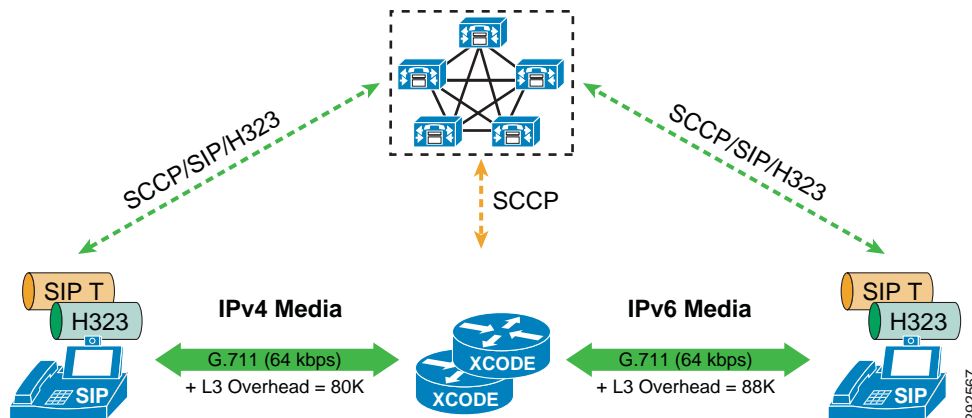 SCCP/SIP/H323
SCCP/SIP/H323
SCCP
SIP T
H323
SIP
IPv4 Media
G.711 (64 kbps)
+ L3 Overhead = 80K
XCODE
XCODE
IPv6 Media
G.711 (64 kbps)
+ L3 Overhead = 88K
SIP T
H323
SIP